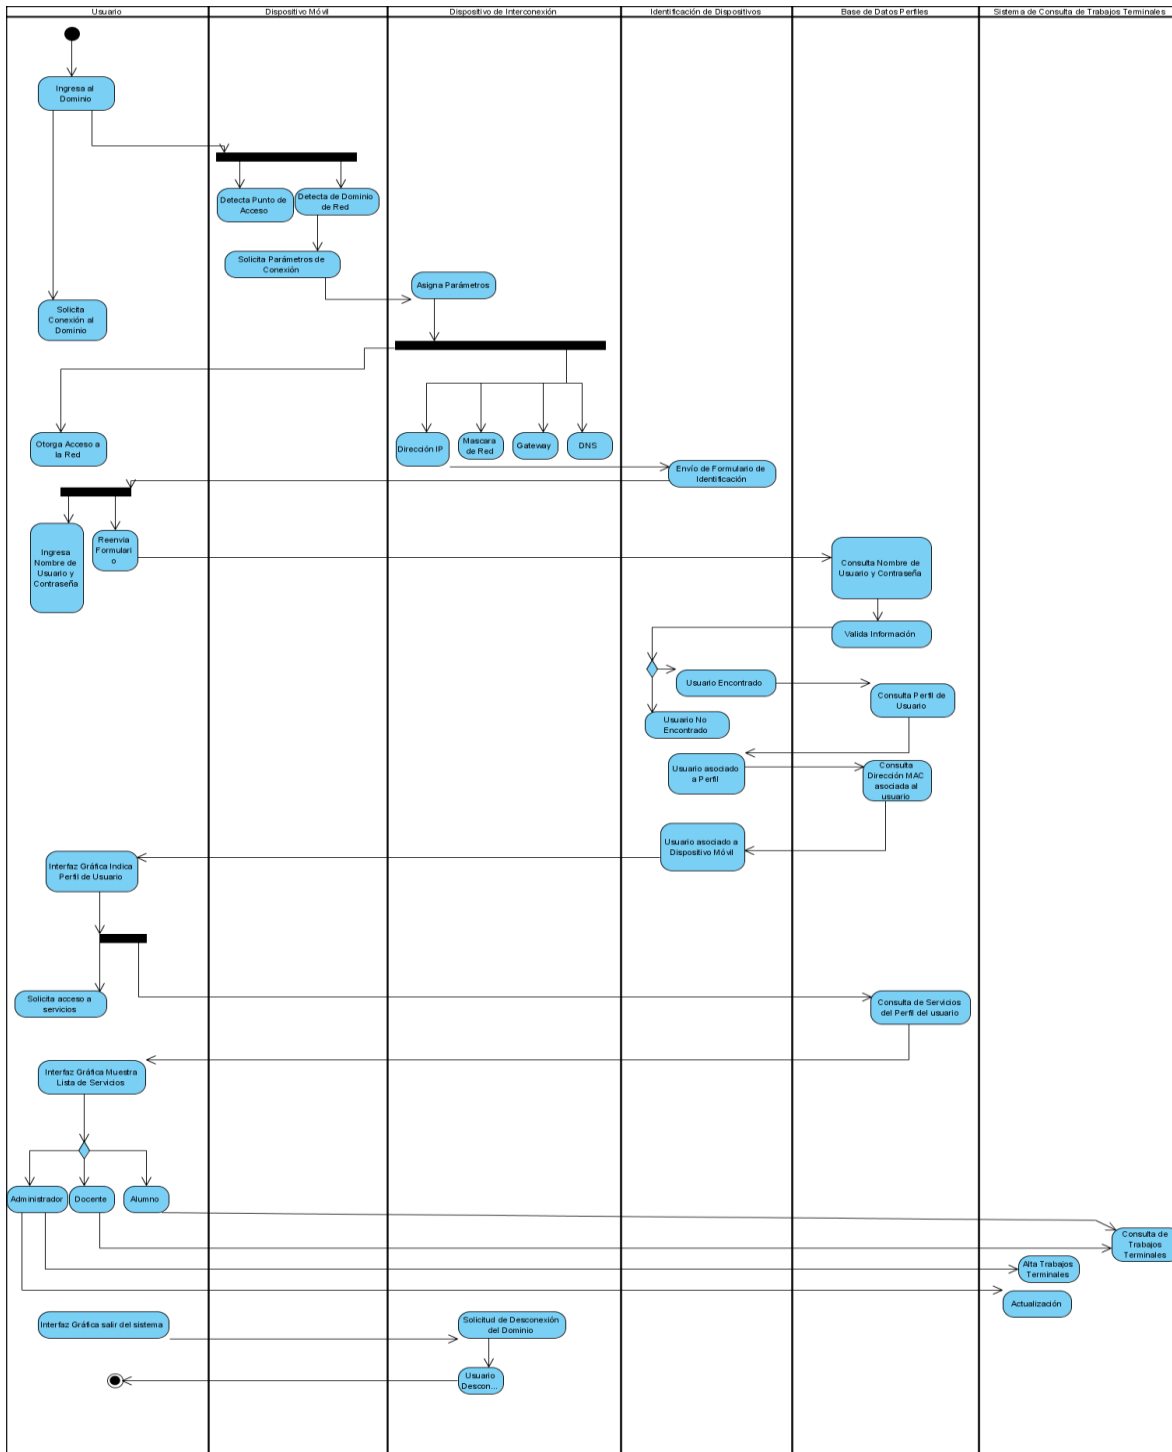 Usuario
Dispositivo Móvil
Dispositivo de Interconexión
Identificación de Dispositivos
Base de Datos Perfiles
Sistema de Consulta de Trabajos Terminales
Ingresa al
Dominio
Detecta Punto de
Acceso
Detecta de Dominio
de Red
Solicita Parámetros de
Conexión
Asigna Parámetros
Solicita
Conexión al
Dominio
Otorga Acceso a
la Red
Dirección IP
Mascara
de Red
Gateway
DNS
Envío de Formulario de
Identificación
Ingresa
Nombre de
Usuario y
Contraseña
Reenvia
Formulari
o
Consulta Nombre de
Usuario y Contraseña
Valida Información
Usuario Encontrado
Consulta Perfil de
Usuario
Usuario No
Encontrado
Usuario asociado
a Perfil
Consulta
Dirección MAC
asociada al
usuario
Usuario asociado a
Dispositivo Móvil
Interfaz Gráfica Indica
Perfil de Usuario
Solicita acceso a
servicios
Consulta de Servicios
del Perfil del usuario
Interfaz Gráfica Muestra
Lista de Servicios
Administrador
Docente
Alumno
Consulta de
Trabajos
Terminales
Alta Trabajos
Terminales
Actualización
Interfaz Gráfica salir del sistema
Solicitud de Desconexión
del Dominio
Usuario
Descon...